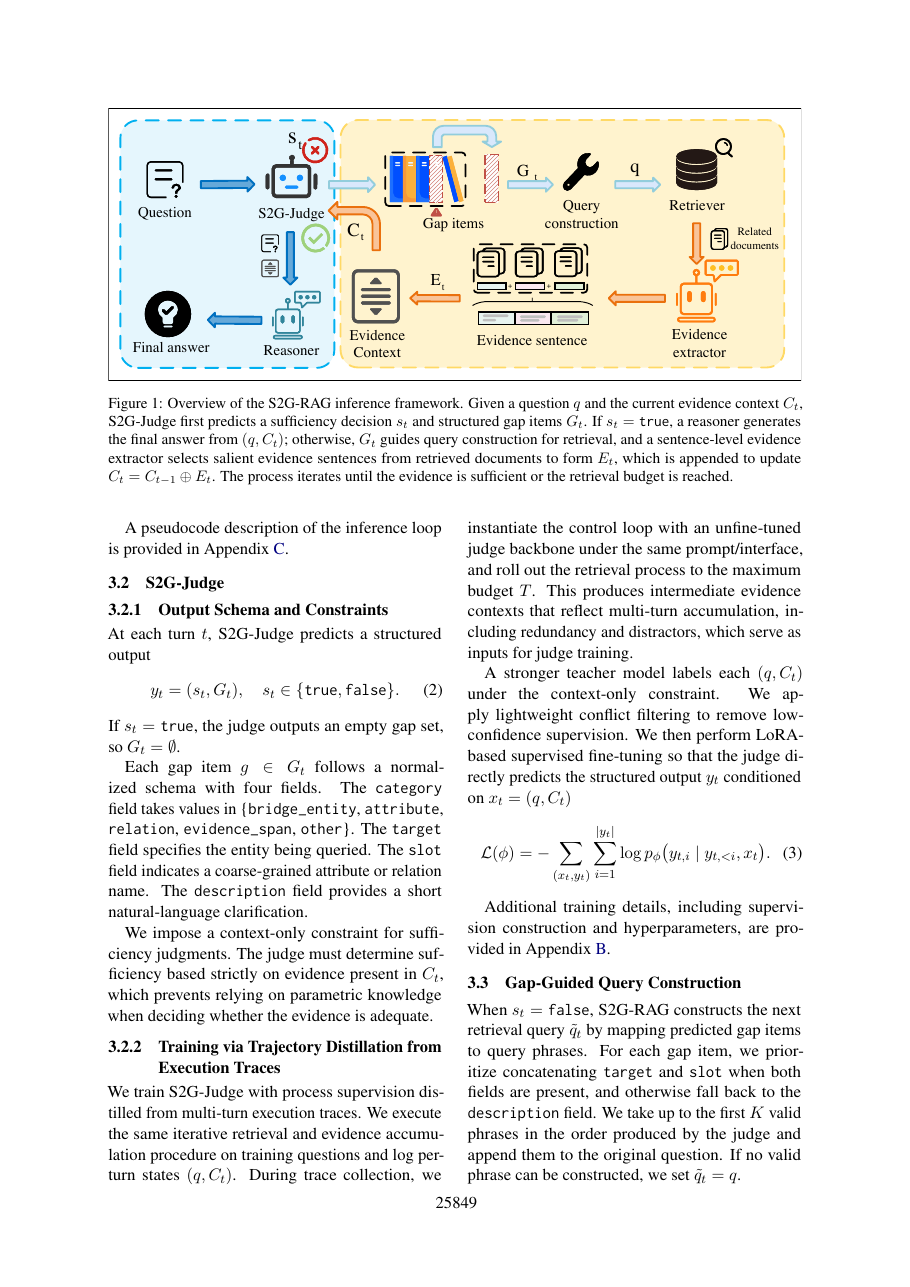 S t
Question
S2G-Judge
Gap items
G t
Query
construction
q
Retriever
Related
documents
C t
E t
Final answer
Reasoner
Evidence
Context
Evidence sentence
Evidence
extractor
Figure 1: Overview of the S2G-RAG inference framework. Given a question q and the current evidence context C_t,
S2G-Judge first predicts a sufficiency decision s_t and structured gap items G_t. If s_t = true, a reasoner generates
the final answer from (q, C_t); otherwise, G_t guides query construction for retrieval, and a sentence-level evidence
extractor selects salient evidence sentences from retrieved documents to form E_t, which is appended to update
C_t = C_{t−1} ⊕ E_t. The process iterates until the evidence is sufficient or the retrieval budget is reached.
A pseudocode description of the inference loop
is provided in Appendix C.
3.2 S2G-Judge
3.2.1 Output Schema and Constraints
At each turn t, S2G-Judge predicts a structured
output
y_t = (s_t, G_t), s_t ∈ {true, false}. (2)
If s_t = true, the judge outputs an empty gap set,
so G_t = ∅.
Each gap item g ∈ G_t follows a normal-
ized schema with four fields. The category
field takes values in {bridge_entity, attribute,
relation, evidence_span, other}. The target
field specifies the entity being queried. The slot
field indicates a coarse-grained attribute or relation
name. The description field provides a short
natural-language clarification.
We impose a context-only constraint for suffi-
ciency judgments. The judge must determine suf-
ficiency based strictly on evidence present in C_t,
which prevents relying on parametric knowledge
when deciding whether the evidence is adequate.
3.2.2 Training via Trajectory Distillation from
Execution Traces
We train S2G-Judge with process supervision dis-
tilled from multi-turn execution traces. We execute
the same iterative retrieval and evidence accumu-
lation procedure on training questions and log per-
turn states (q, C_t). During trace collection, we
instantiate the control loop with an unfine-tuned
judge backbone under the same prompt/interface,
and roll out the retrieval process to the maximum
budget T. This produces intermediate evidence
contexts that reflect multi-turn accumulation, in-
cluding redundancy and distractors, which serve as
inputs for judge training.
A stronger teacher model labels each (q, C_t)
under the context-only constraint. We ap-
ply lightweight conflict filtering to remove low-
confidence supervision. We then perform LoRA-
based supervised fine-tuning so that the judge di-
rectly predicts the structured output y_t conditioned
on x_t = (q, C_t)
L(φ) = − ∑_{(x_t,y_t)} ∑_{i=1}^{|y_t|} log p_φ(y_{t,i} | y_{t,<i}, x_t). (3)
Additional training details, including supervi-
sion construction and hyperparameters, are pro-
vided in Appendix B.
3.3 Gap-Guided Query Construction
When s_t = false, S2G-RAG constructs the next
retrieval query q̃_t by mapping predicted gap items
to query phrases. For each gap item, we prior-
itize concatenating target and slot when both
fields are present, and otherwise fall back to the
description field. We take up to the first K valid
phrases in the order produced by the judge and
append them to the original question. If no valid
phrase can be constructed, we set q̃_t = q.
25849